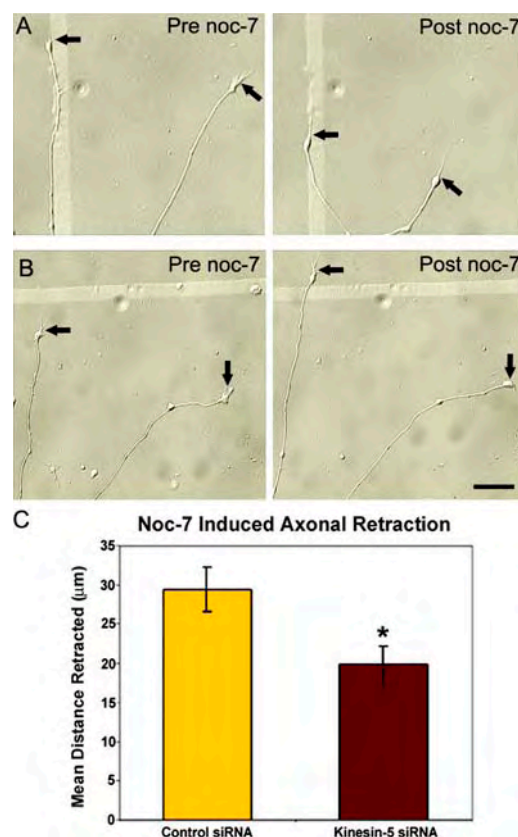 A
Pre noc-7
Post noc-7
B
Pre noc-7
Post noc-7
C
Noc-7 Induced Axonal Retraction
Mean Distance Retracted (μm)
35
30
25
20
15
10
5
0
*
Control siRNA
Kinesin-5 siRNA